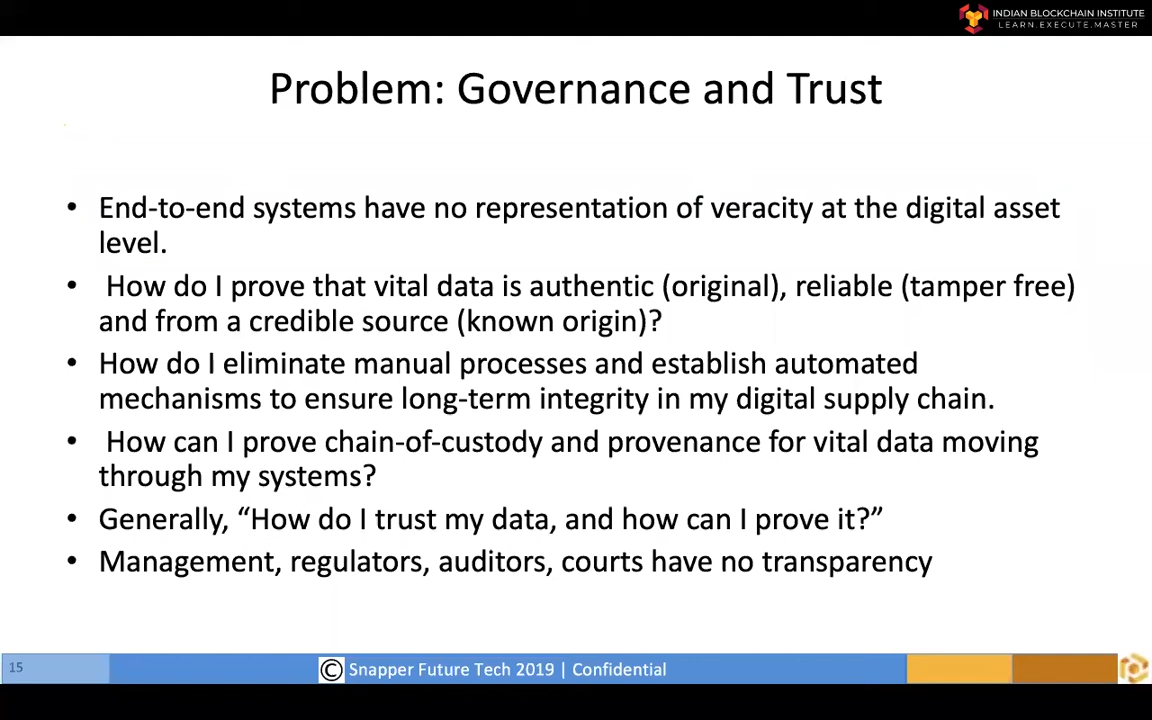 INDIAN BLOCKCHAIN INSTITUTE
LEARN.EXECUTE.MASTER
Problem: Governance and Trust
• End-to-end systems have no representation of veracity at the digital asset
level.
• How do I prove that vital data is authentic (original), reliable (tamper free)
and from a credible source (known origin)?
• How do I eliminate manual processes and establish automated
mechanisms to ensure long-term integrity in my digital supply chain.
• How can I prove chain-of-custody and provenance for vital data moving
through my systems?
• Generally, “How do I trust my data, and how can I prove it?”
• Management, regulators, auditors, courts have no transparency
15
© Snapper Future Tech 2019 | Confidential